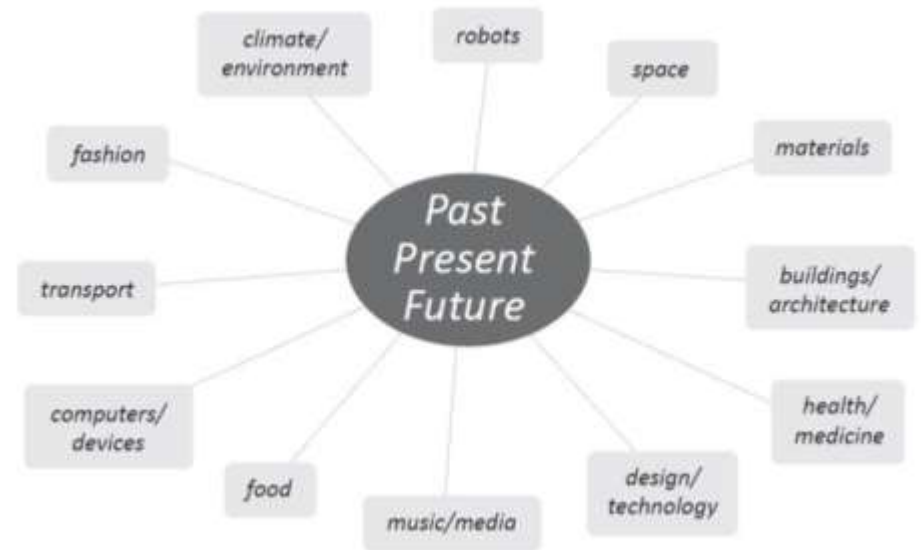 climate/
environment
robots
space
fashion
materials
Past
Present
Future
transport
buildings/
architecture
computers/
devices
health/
medicine
food
design/
technology
music/media